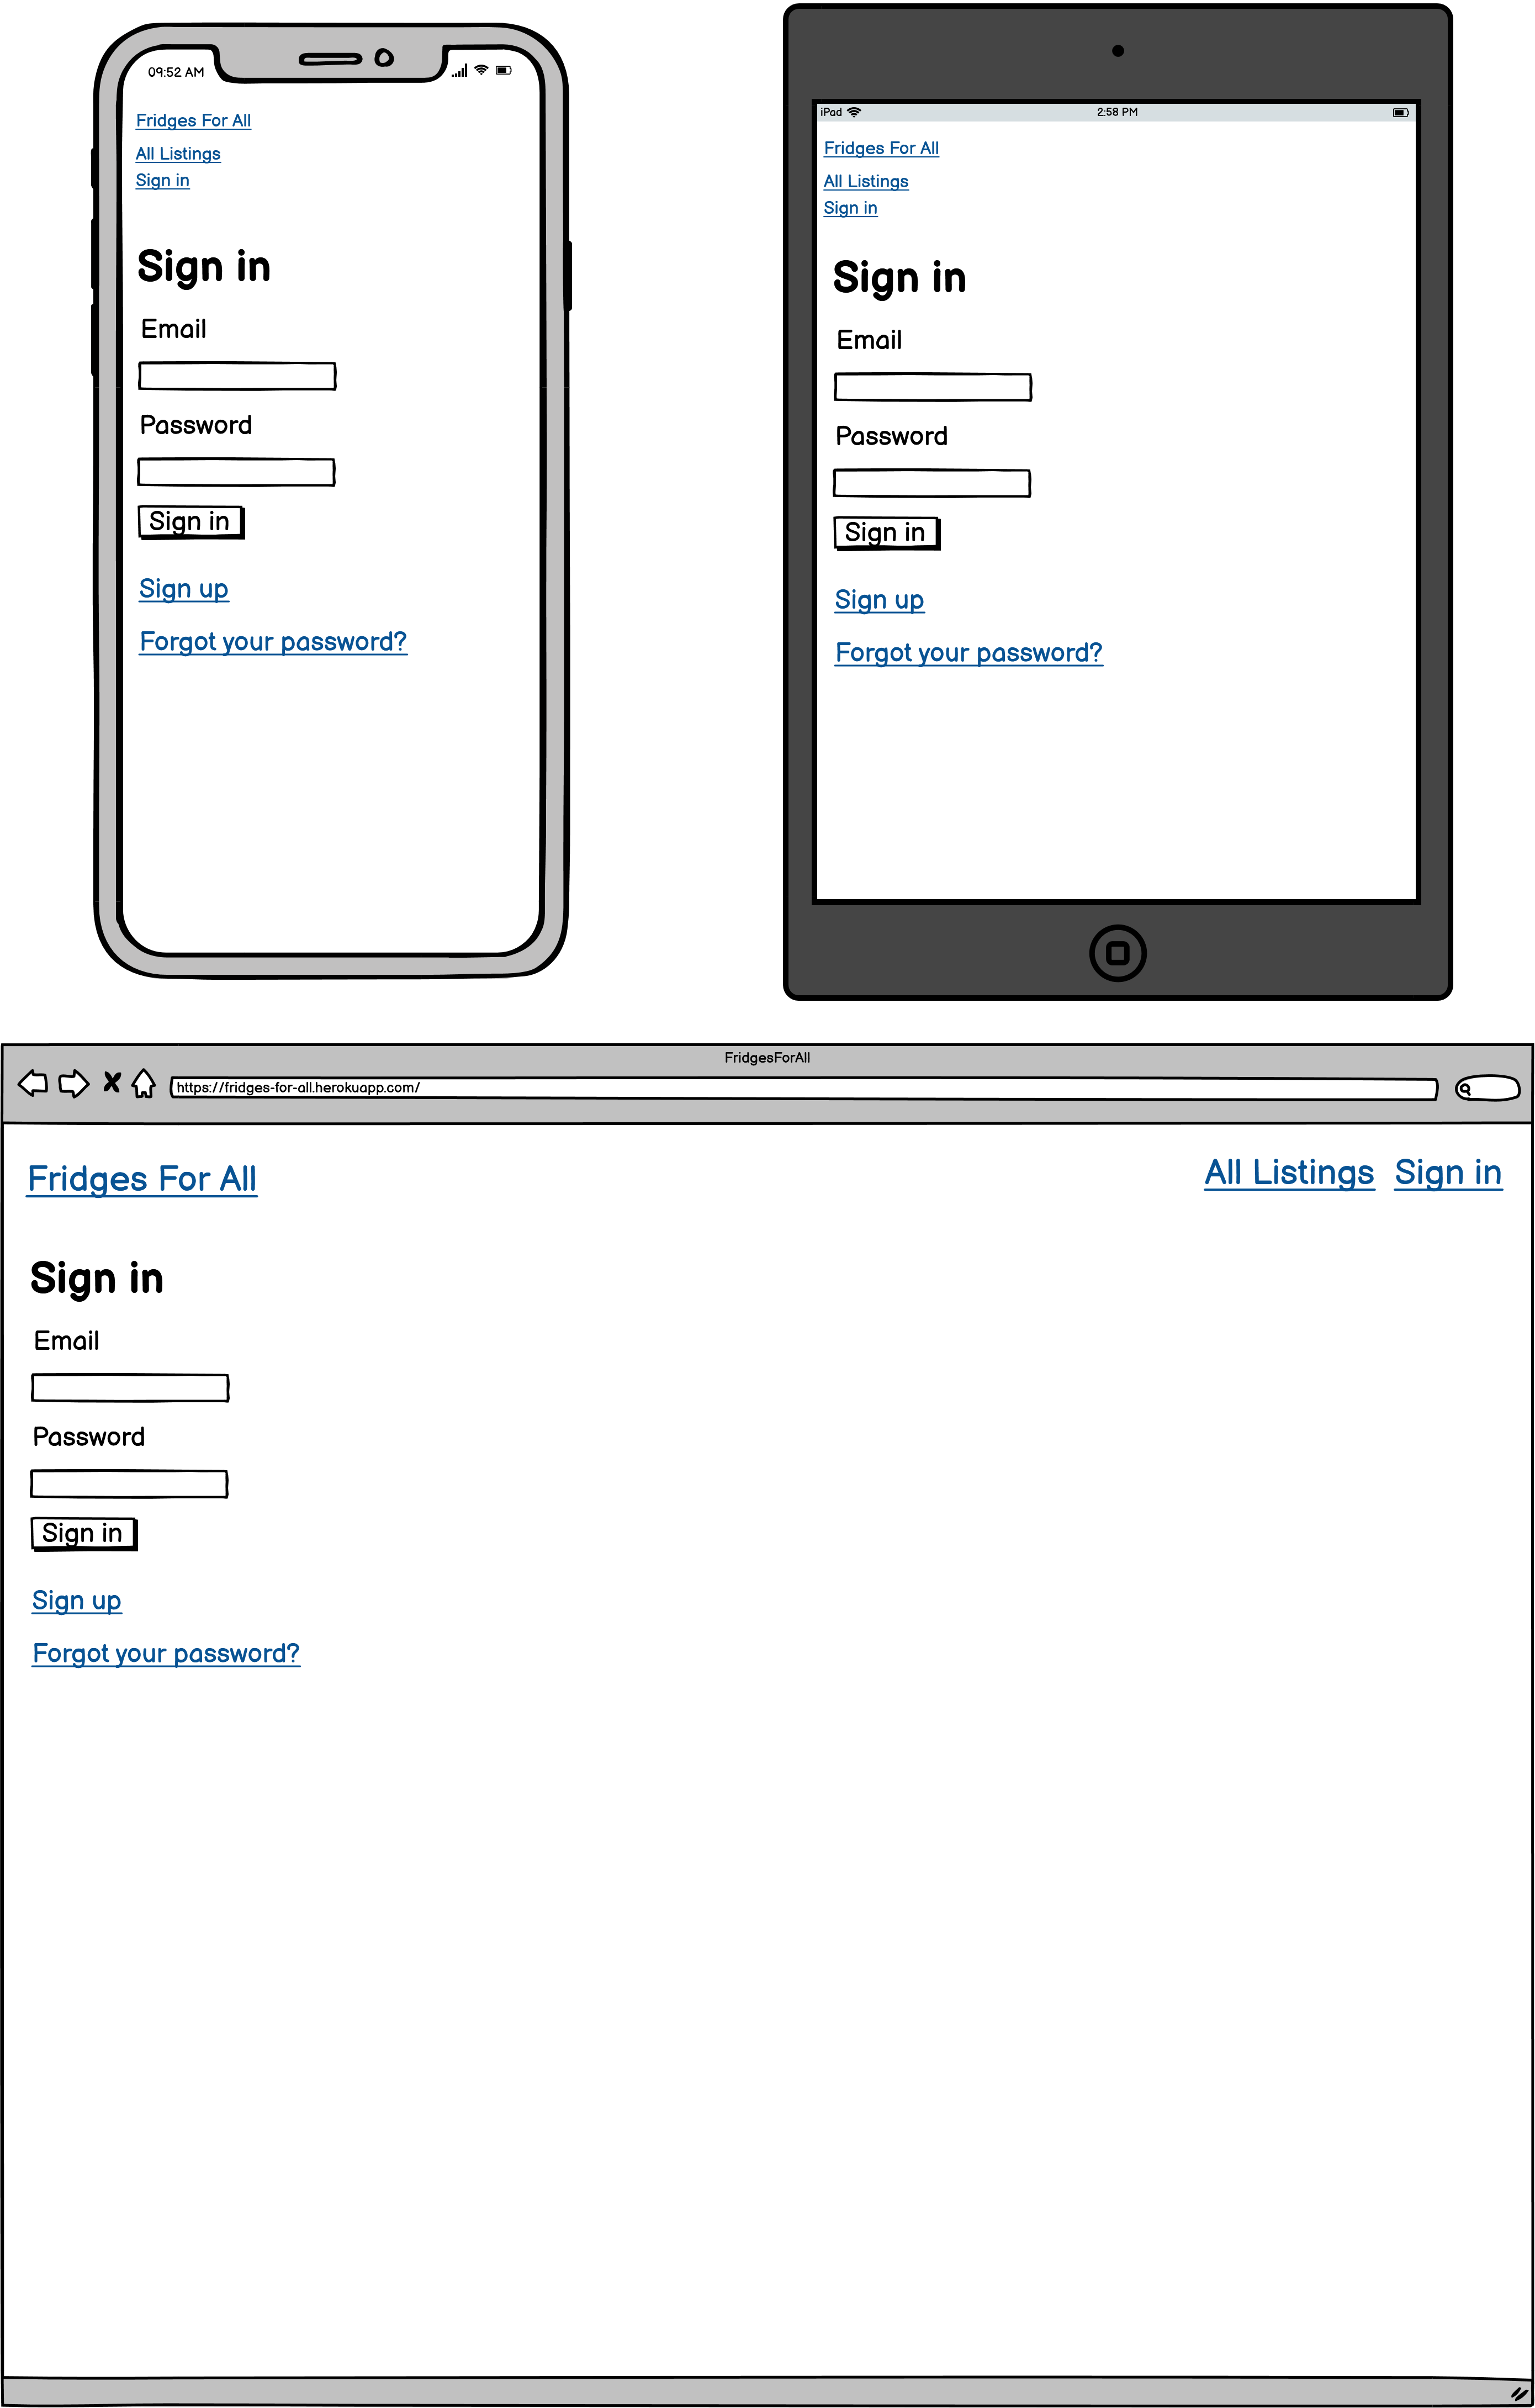 09:52 AM
Fridges For All
All Listings
Sign in
Sign in
Email
Password
Sign in
Sign up
Forgot your password?
iPad
2:58 PM
Fridges For All
All Listings
Sign in
Sign in
Email
Password
Sign in
Sign up
Forgot your password?
FridgesForAll
https://fridges-for-all.herokuapp.com/
Fridges For All
All Listings Sign in
Sign in
Email
Password
Sign in
Sign up
Forgot your password?